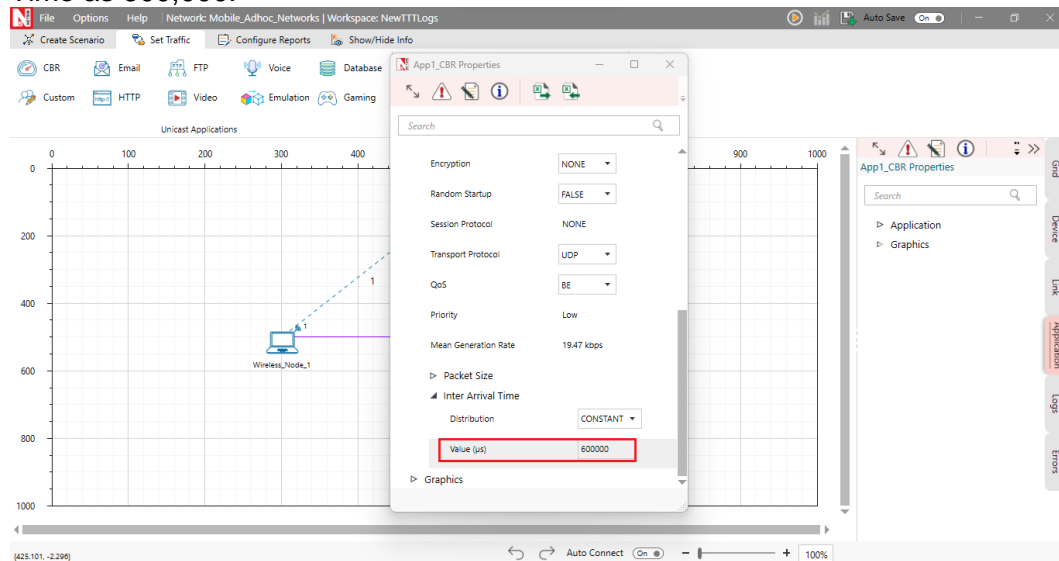 Time as 600,000.
File Options Help Network: Mobile_Adhoc_Networks | Workspace: NewTTTLogs Auto Save On
Create Scenario Set Traffic Configure Reports Show/Hide Info
CBR Email FTP Voice Database
Custom HTTP Video Emulation Gaming
Unicast Applications
App1_CBR Properties
Search
Encryption NONE
Random Startup FALSE
Session Protocol NONE
Transport Protocol UDP
QoS BE
Priority Low
Mean Generation Rate 19.47 kbps
Packet Size
Inter Arrival Time
Distribution CONSTANT
Value (µs) 600000
Graphics
0 100 200 300 400 900 1000
0
200
400
600
800
1000
1
1
Wireless_Node_1
App1_CBR Properties
Search
Application
Graphics
Grid
Device
Link
Application
Logs
Errors
(425.101, -2.296) Auto Connect On 100%